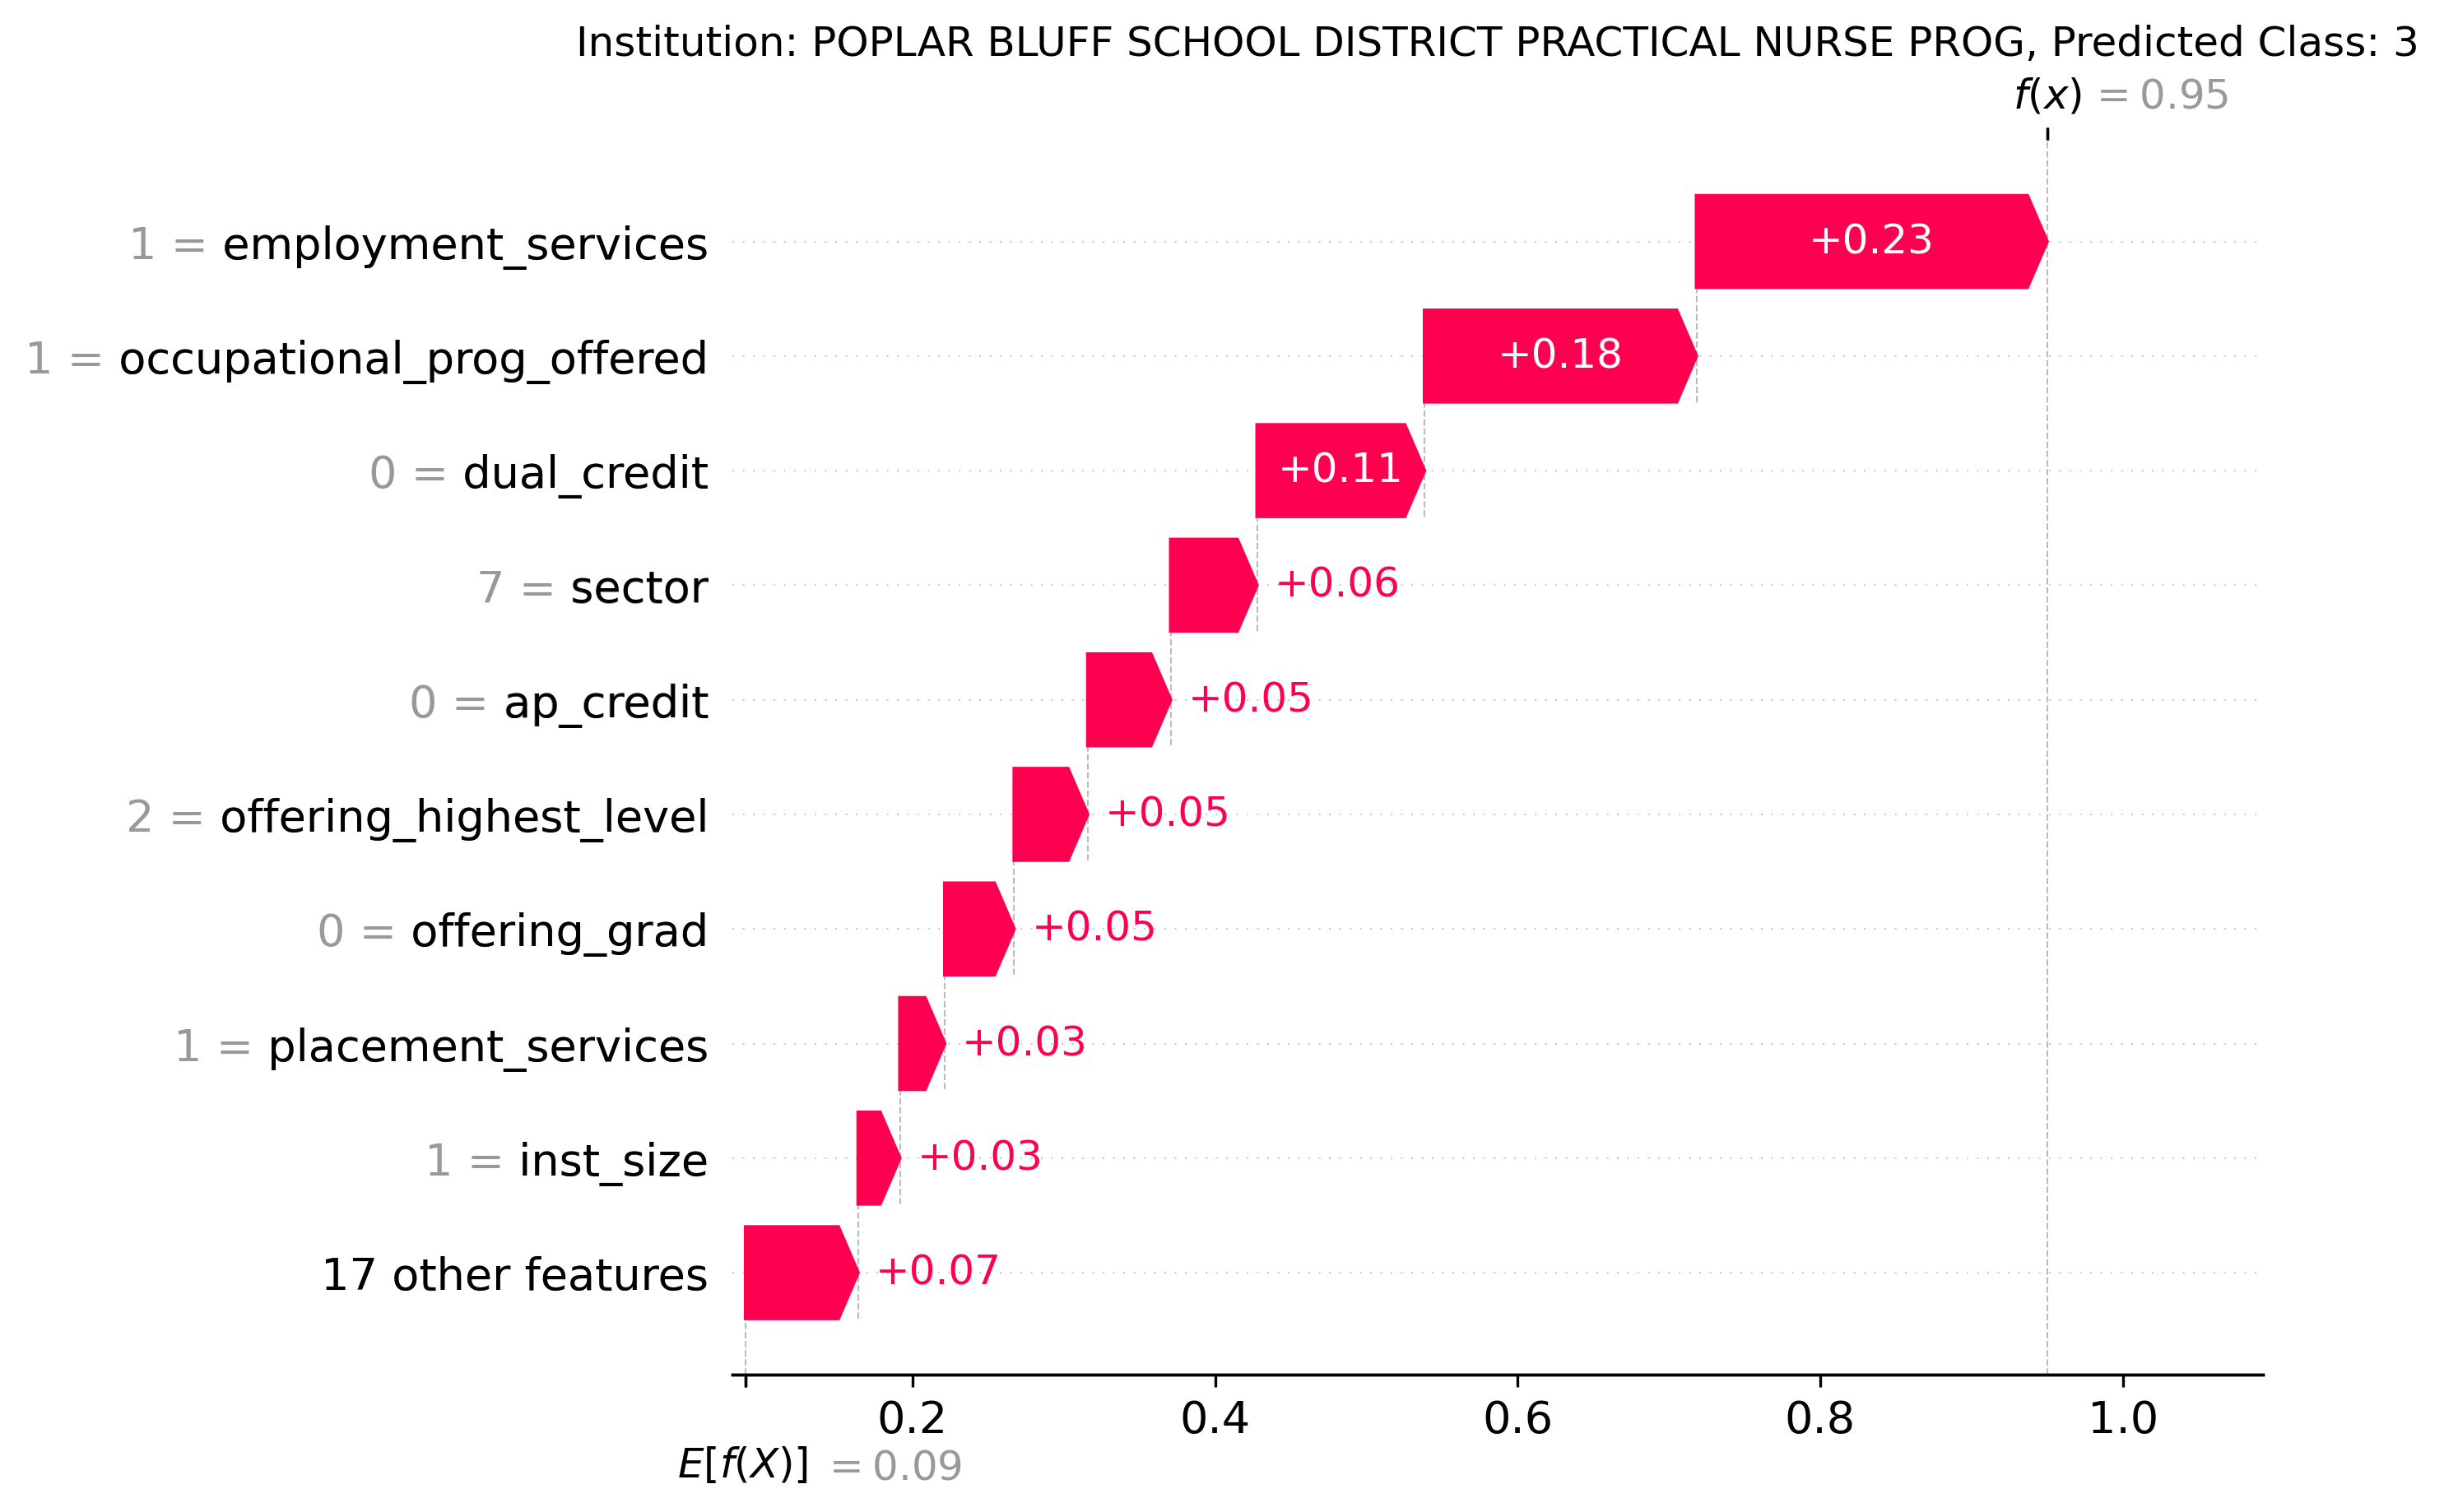 Institution: POPLAR BLUFF SCHOOL DISTRICT PRACTICAL NURSE PROG, Predicted Class: 3
f(x) = 0.95
1 = employment_services +0.23
1 = occupational_prog_offered +0.18
0 = dual_credit +0.11
7 = sector +0.06
0 = ap_credit +0.05
2 = offering_highest_level +0.05
0 = offering_grad +0.05
1 = placement_services +0.03
1 = inst_size +0.03
17 other features +0.07
0.2 0.4 0.6 0.8 1.0
E[f(X)] = 0.09